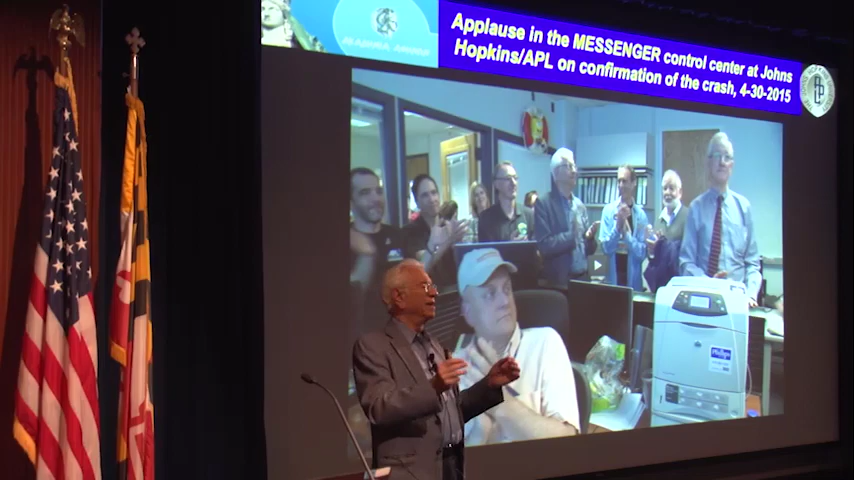 Applause in the MESSENGER control center at Johns
Hopkins/APL on confirmation of the crash, 4-30-2015